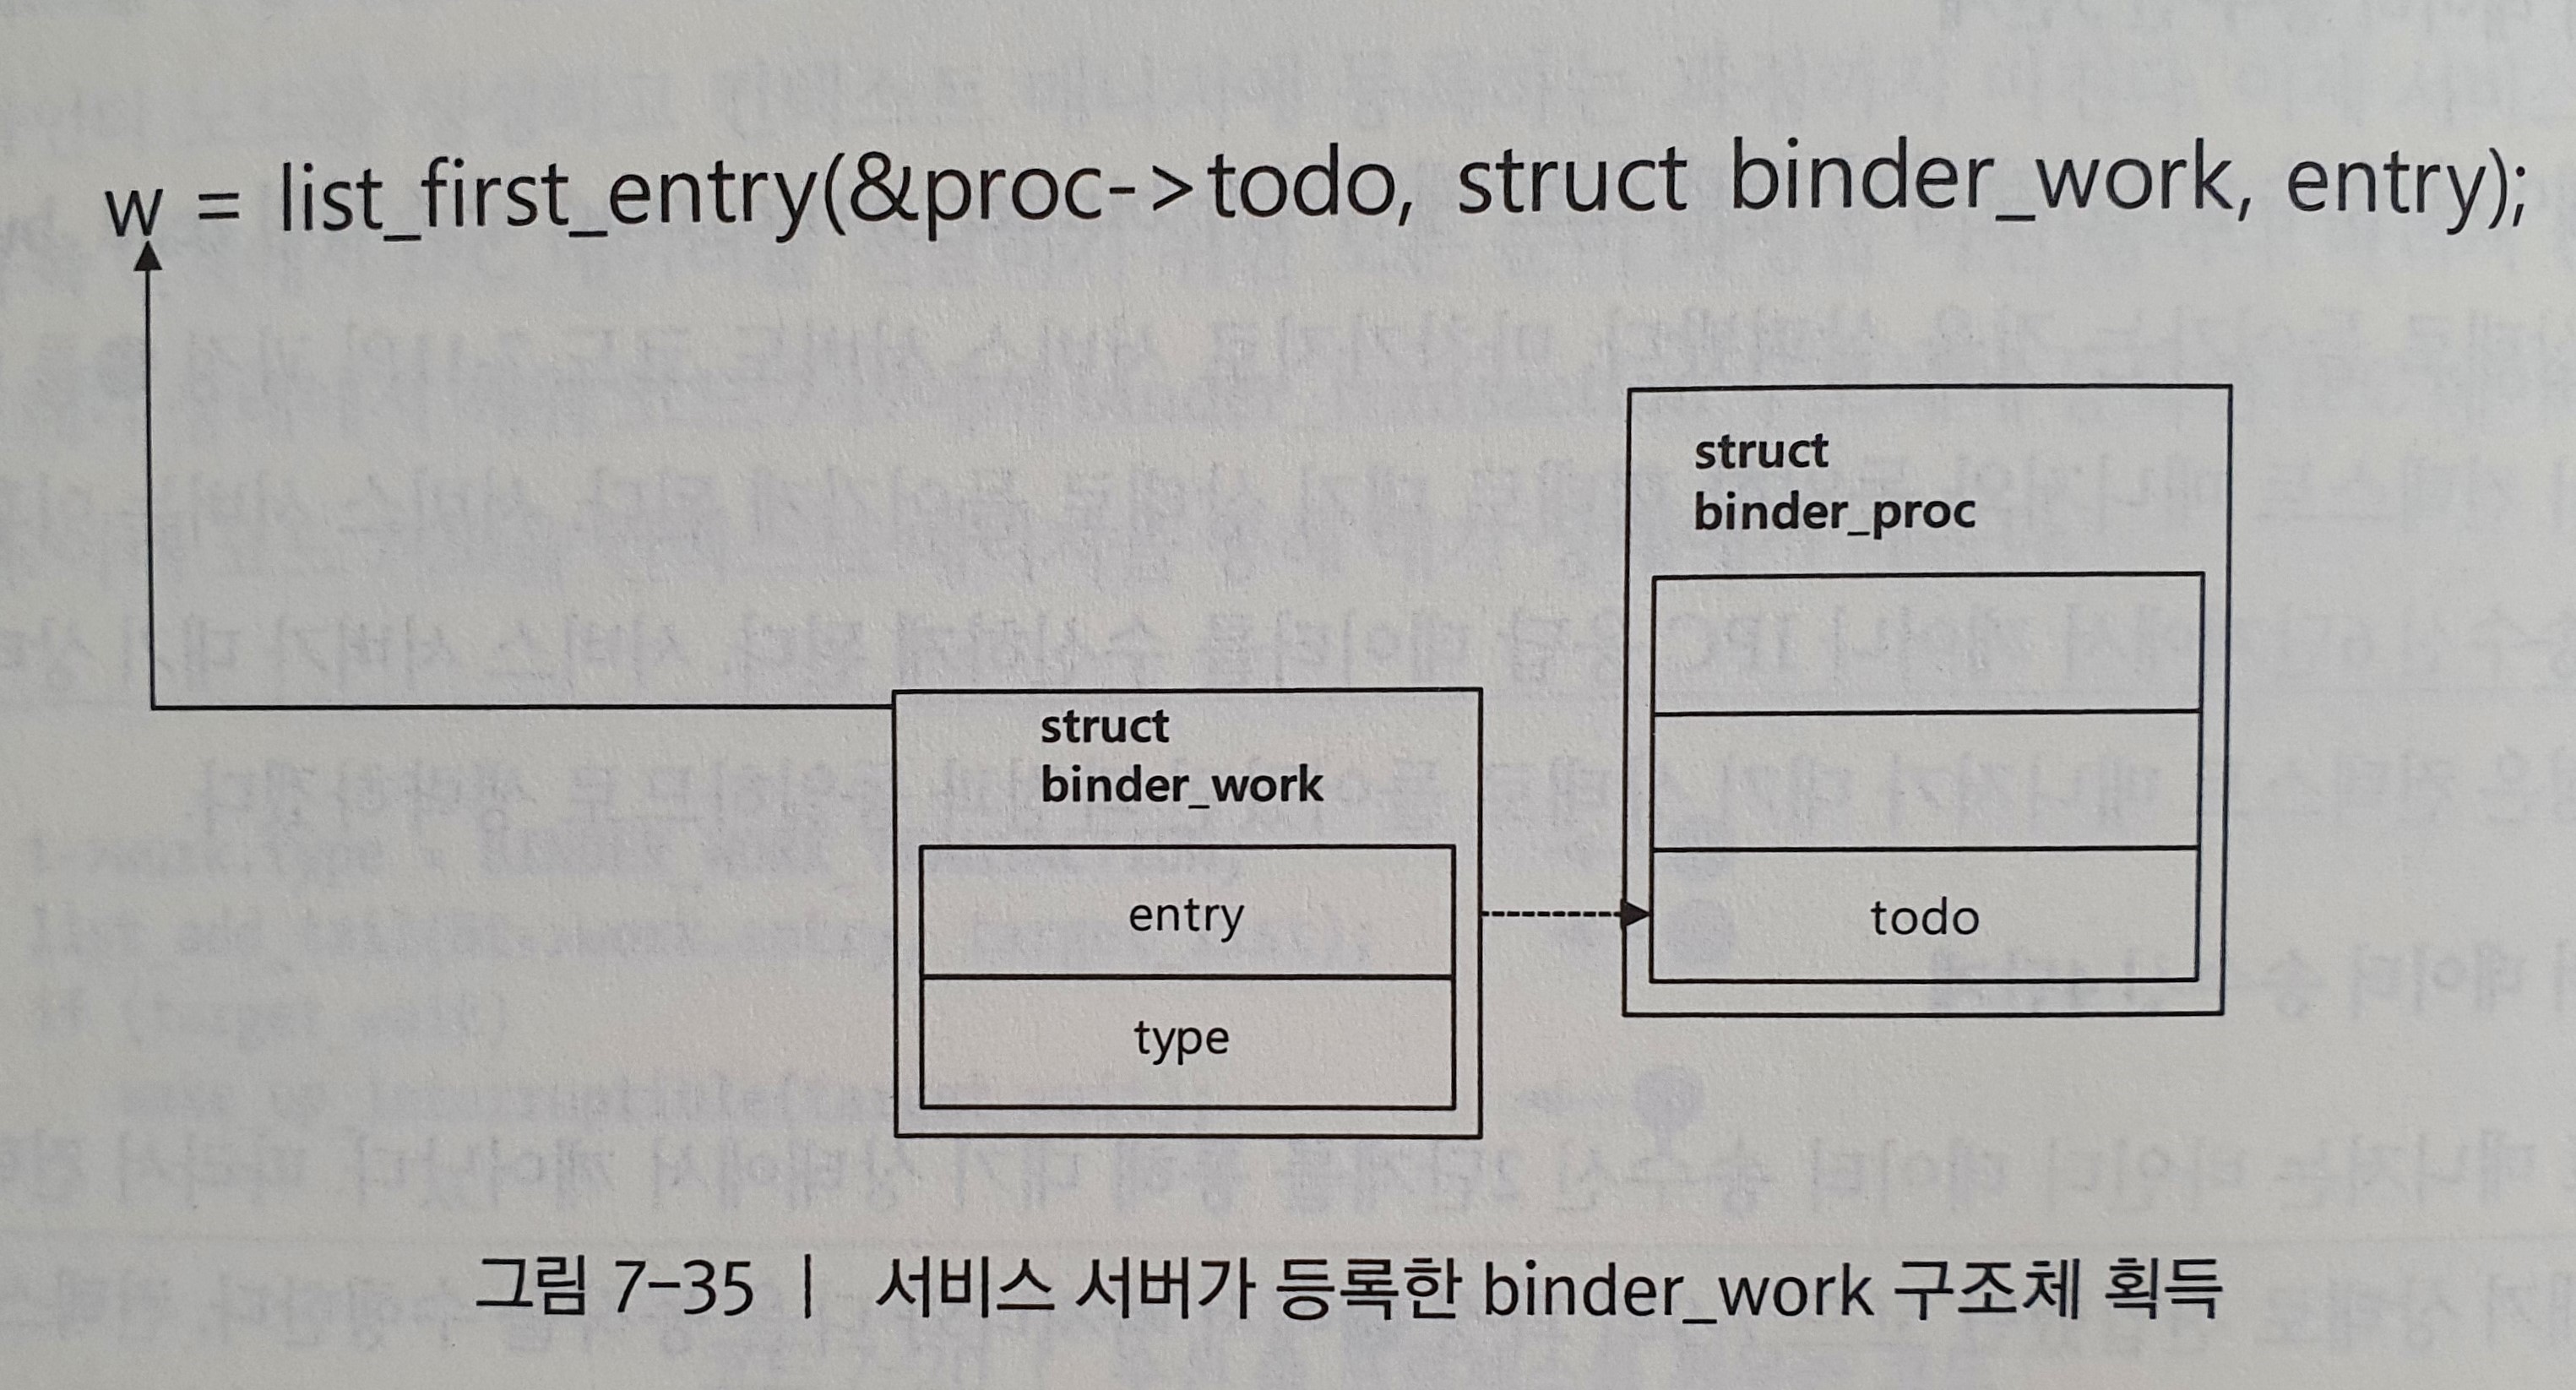 w = list_first_entry(&proc->todo, struct binder_work, entry);
struct
binder_proc
struct
binder_work
entry
todo
type
그림 7-35 | 서비스 서버가 등록한 binder_work 구조체 획득